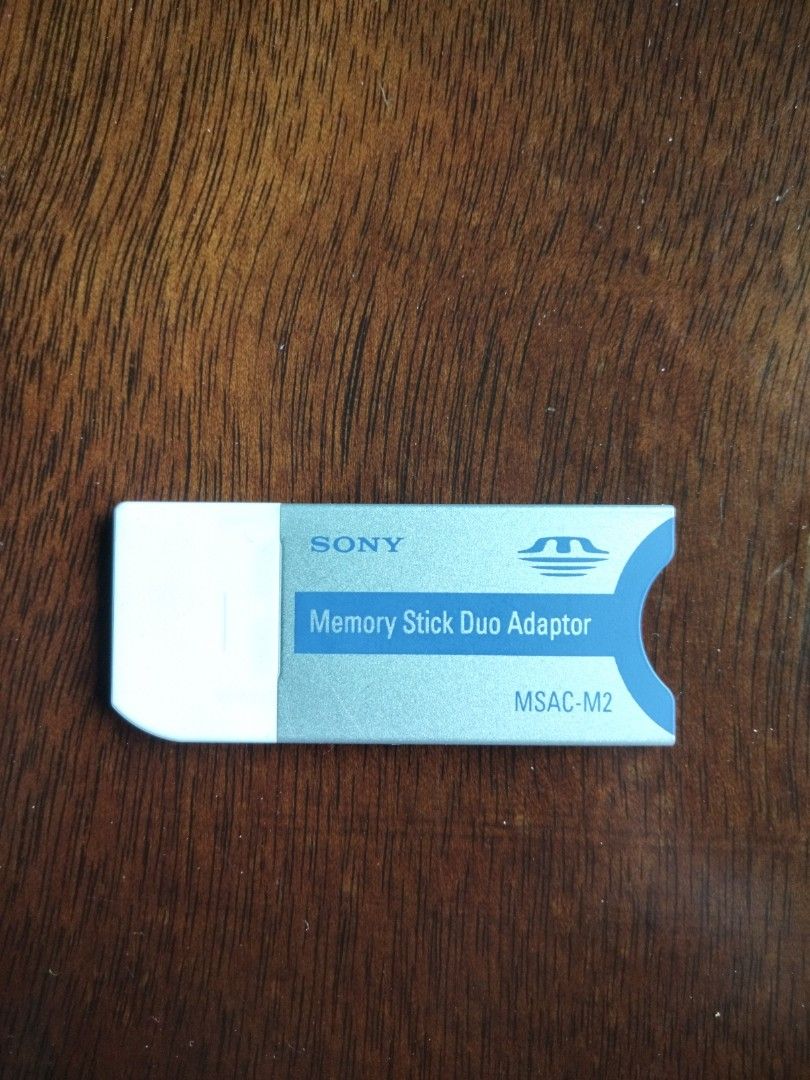 SONY
Memory Stick Duo Adaptor
MSAC-M2